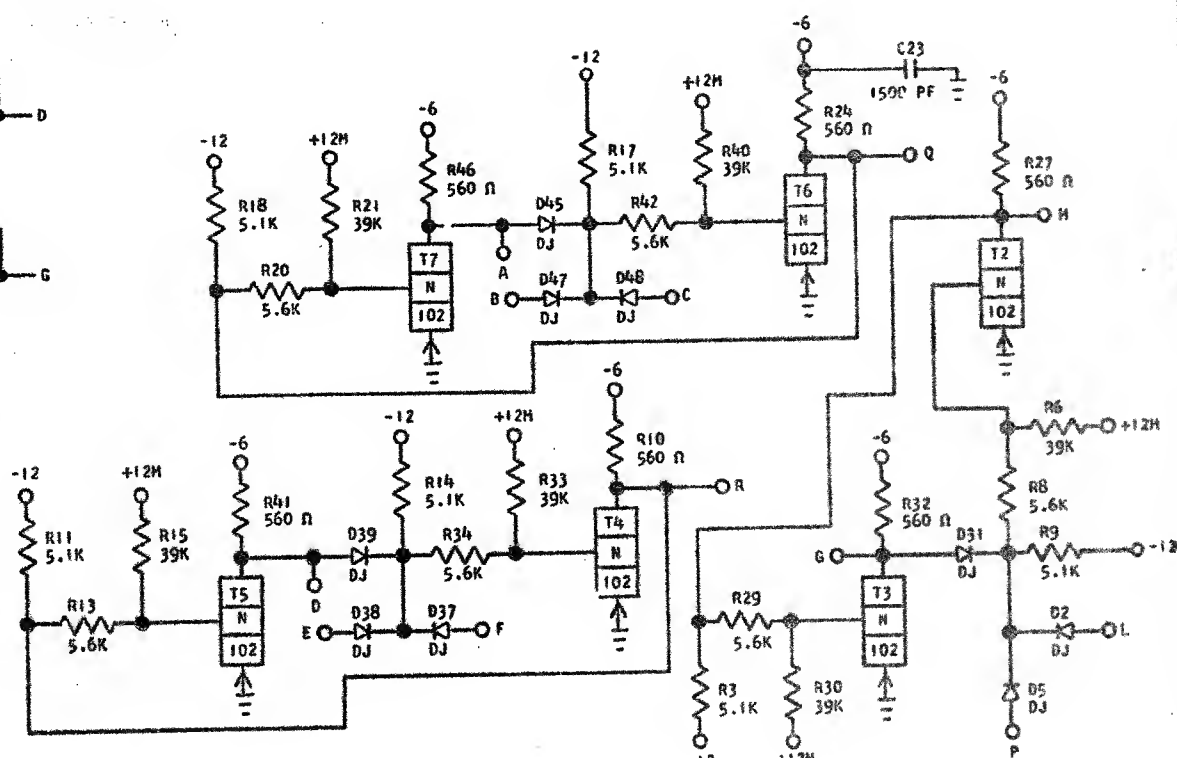 D
G
-12
R18
5.1K
+12M
R21
39K
R20
5.6K
-6
R46
560 Ω
T7
N
102
A
D45
DJ
D47
DJ
B
D48
DJ
C
-12
R17
5.1K
R42
5.6K
+12M
R40
39K
-6
C23
1500 PF
R24
560 Ω
Q
T6
N
102
-6
R27
560 Ω
H
T2
N
102
-12
R11
5.1K
+12M
R15
39K
R13
5.6K
-6
R41
560 Ω
T5
N
102
D
D39
DJ
D38
DJ
E
D37
DJ
F
-12
R14
5.1K
R34
5.6K
+12M
R33
39K
-6
R10
560 Ω
R
T4
N
102
R6
39K
+12M
R8
5.6K
R9
5.1K
-12
-6
R32
560 Ω
G
D31
DJ
T3
N
102
R29
5.6K
R3
5.1K
R30
39K
D2
DJ
L
D5
DJ
P